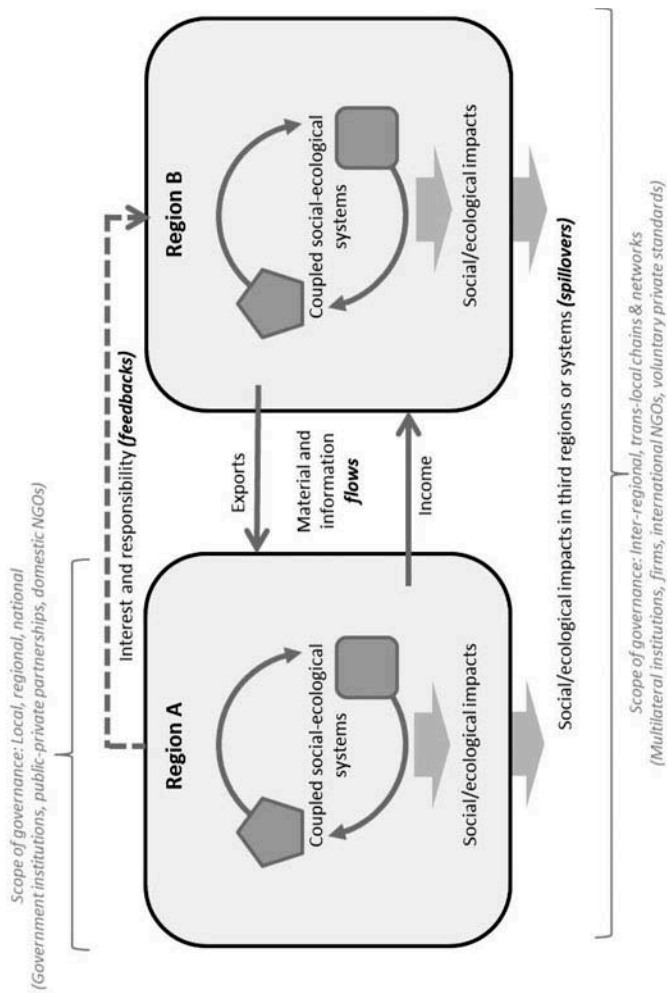 Scope of governance: Local, regional, national
(Government institutions, public-private partnerships, domestic NGOs)
Interest and responsibility (feedbacks)
Region A
Coupled social-ecological
systems
Social/ecological impacts
Exports
Material and
information
flows
Income
Region B
Coupled social-ecological
systems
Social/ecological impacts
Social/ecological impacts in third regions or systems (spillovers)
Scope of governance: Inter-regional, trans-local chains & networks
(Multilateral institutions, firms, international NGOs, voluntary private standards)